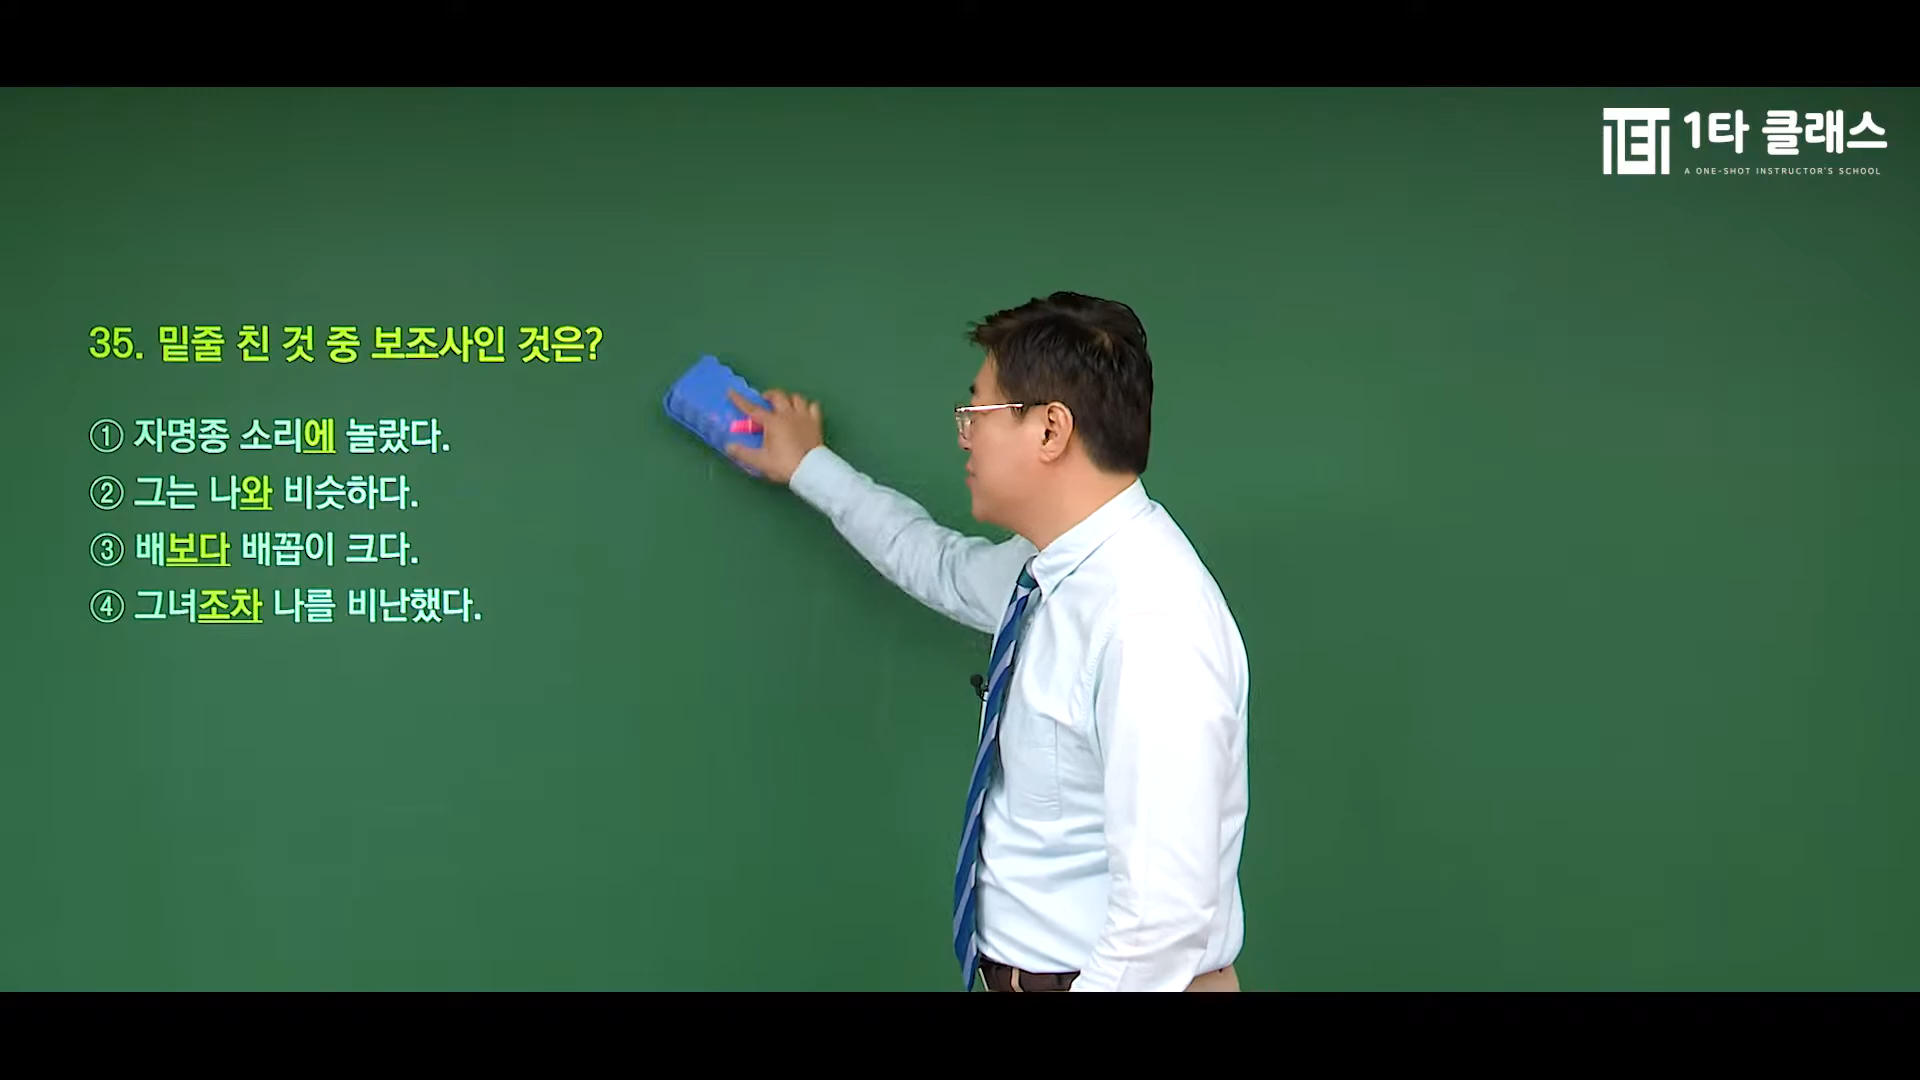 1타 클래스
A ONE-SHOT INSTRUCTOR'S SCHOOL
35. 밑줄 친 것 중 보조사인 것은?
① 자명종 소리에 놀랐다.
② 그는 나와 비슷하다.
③ 배보다 배꼽이 크다.
④ 그녀조차 나를 비난했다.